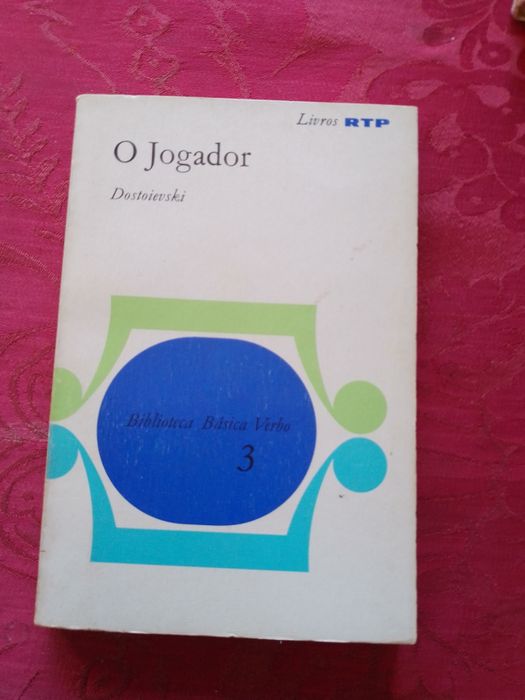 Livros RTP
O Jogador
Dostoievski
Biblioteca Básica Verbo
3